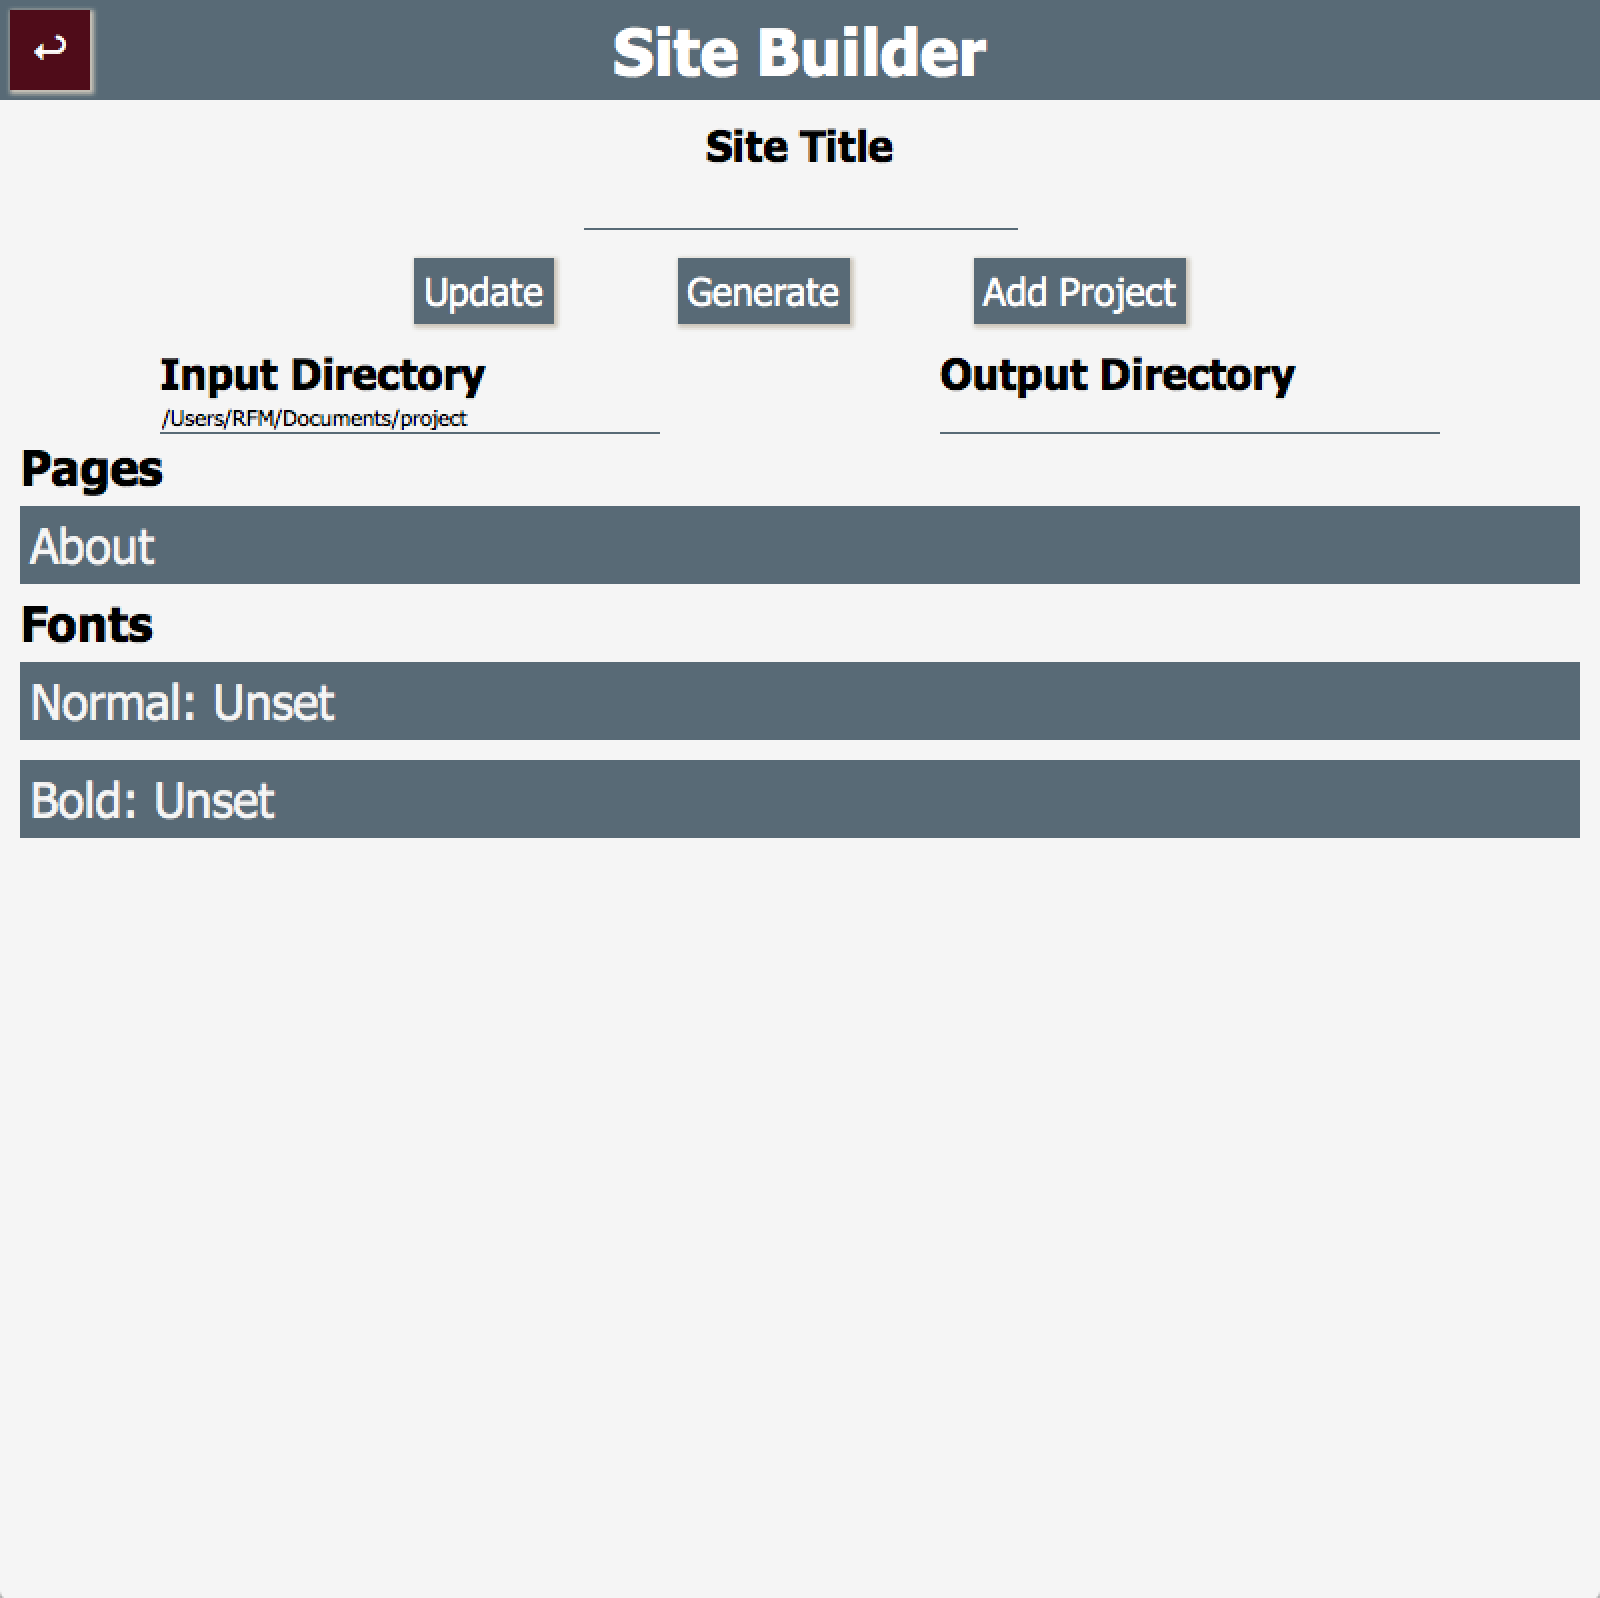 ↩ Site Builder
Site Title
Update Generate Add Project
Input Directory Output Directory
/Users/RFM/Documents/project
Pages
About
Fonts
Normal: Unset
Bold: Unset